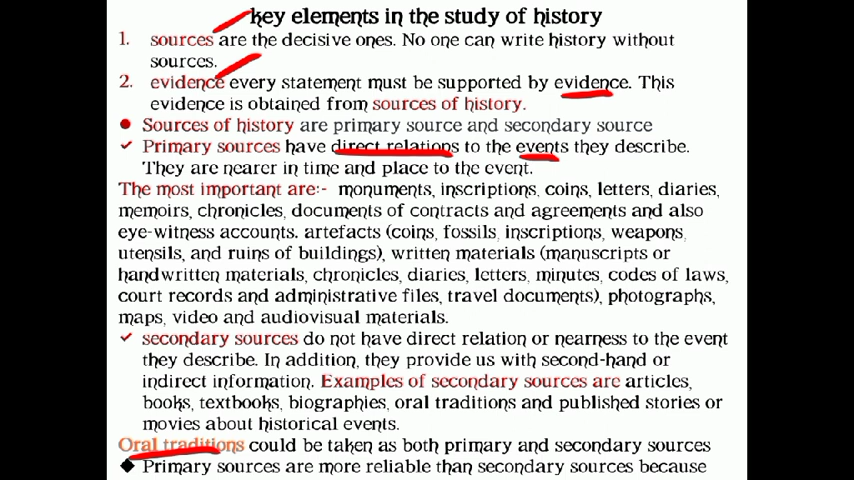 key elements in the study of history
1. sources are the decisive ones. No one can write history without
sources.
2. evidence every statement must be supported by evidence. This
evidence is obtained from sources of history.
● Sources of history are primary source and secondary source
✓ Primary sources have direct relations to the events they describe.
They are nearer in time and place to the event.
The most important are:- monuments, inscriptions, coins, letters, diaries,
memoirs, chronicles, documents of contracts and agreements and also
eye-witness accounts. artefacts (coins, fossils, inscriptions, weapons,
utensils, and ruins of buildings), written materials (manuscripts or
handwritten materials, chronicles, diaries, letters, minutes, codes of laws,
court records and administrative files, travel documents), photographs,
maps, video and audiovisual materials.
✓ secondary sources do not have direct relation or nearness to the event
they describe. In addition, they provide us with second-hand or
indirect information. Examples of secondary sources are articles,
books, textbooks, biographies, oral traditions and published stories or
movies about historical events.
Oral traditions could be taken as both primary and secondary sources
◆ Primary sources are more reliable than secondary sources because